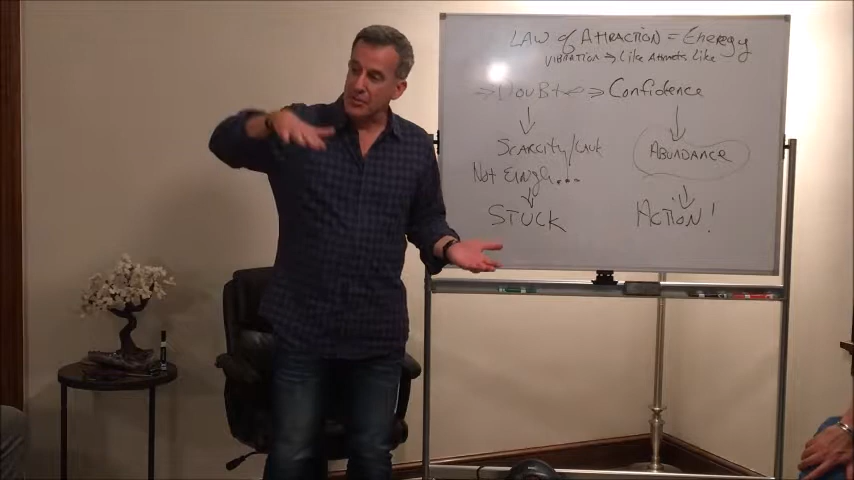 LAW of ATTRACTION = Energy
VIBRATION → Like Attracts Like
→ Doubt ↔ → Confidence
↓ ↓
SCARCITY/LACK ABUNDANCE
Not Enough....
↓ ↓
STUCK ACTION!